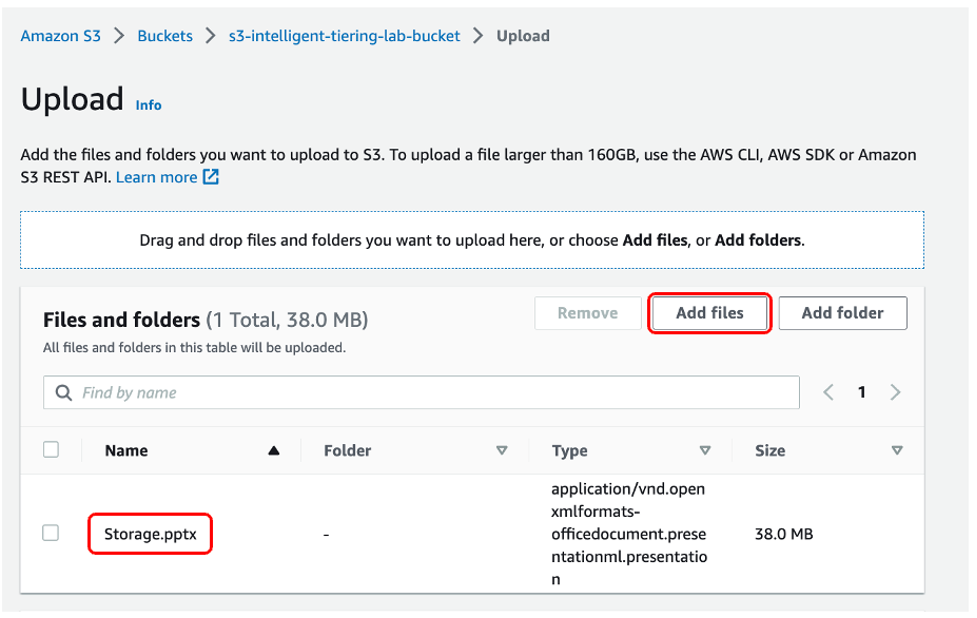 Amazon S3 > Buckets > s3-intelligent-tiering-lab-bucket > Upload
Upload Info
Add the files and folders you want to upload to S3. To upload a file larger than 160GB, use the AWS CLI, AWS SDK or Amazon
S3 REST API. Learn more
Drag and drop files and folders you want to upload here, or choose Add files, or Add folders.
Files and folders (1 Total, 38.0 MB)
Remove
Add files
Add folder
All files and folders in this table will be uploaded.
Find by name
< 1 >
Name
Folder
Type
Size
Storage.pptx
-
application/vnd.open
xmlformats-
officedocument.prese
ntationml.presentatio
n
38.0 MB